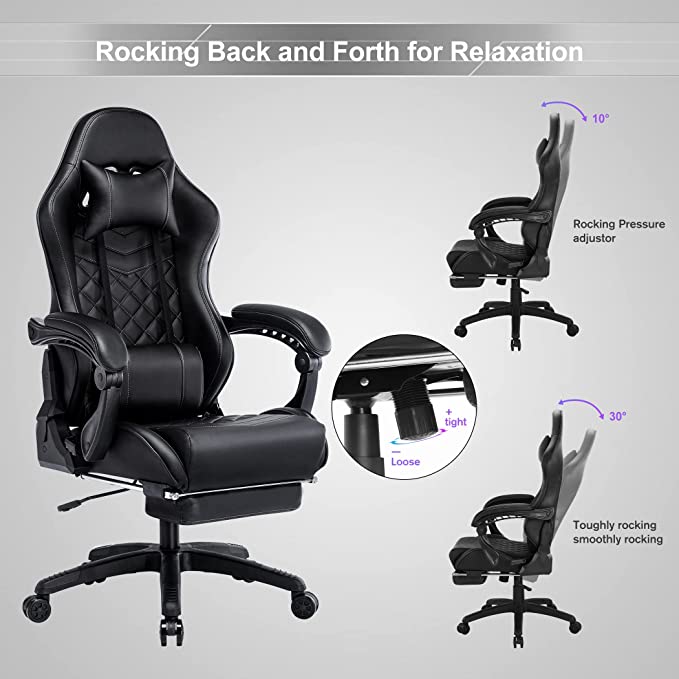 Rocking Back and Forth for Relaxation
10°
Rocking Pressure
adjustor
+
tight
−
Loose
30°
Toughly rocking
smoothly rocking